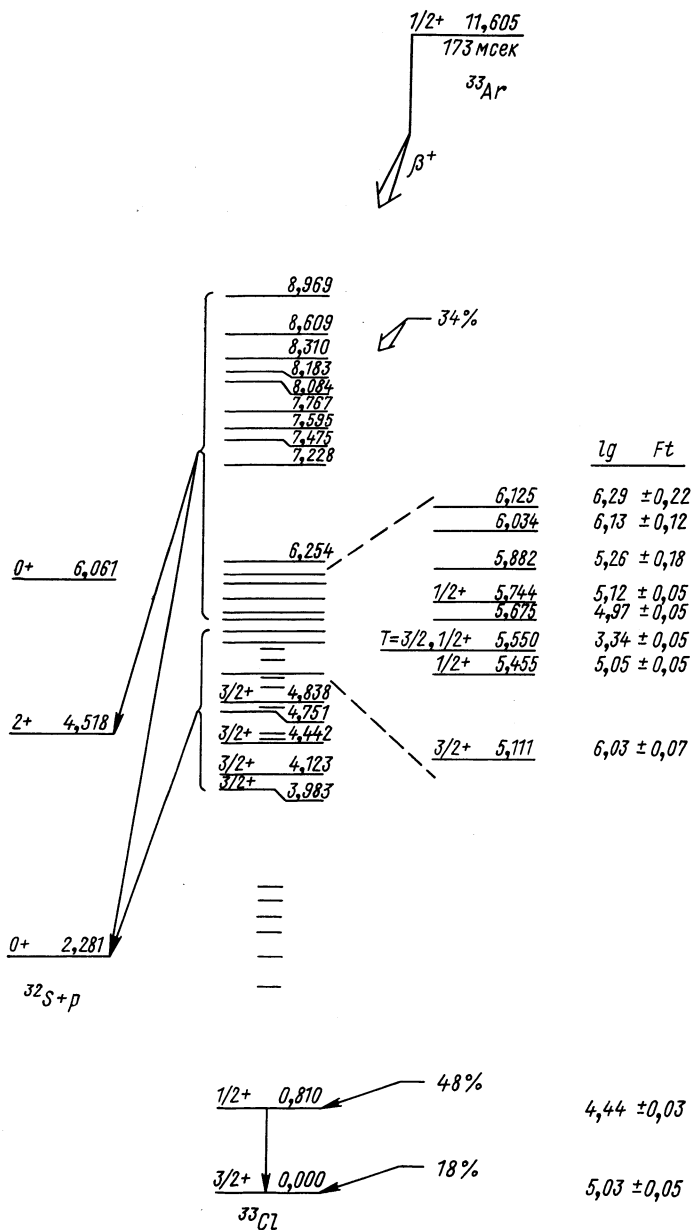 1/2+ 11,605
173 мсек
³³Ar
β⁺
8,969
34%
8,609
8,310
8,183
8,084
7,767
7,595
7,475
7,228
lg Ft
6,125 6,29 ±0,22
6,034 6,13 ±0,12
6,254
5,882 5,26 ±0,18
0+ 6,061
1/2+ 5,744 5,12 ±0,05
5,675 4,97 ±0,05
T=3/2, 1/2+ 5,550 3,34 ±0,05
1/2+ 5,455 5,05 ±0,05
3/2+ 4,838
4,751
2+ 4,518
3/2+ 4,442
3/2+ 5,111 6,03 ±0,07
3/2+ 4,123
3/2+ 3,983
0+ 2,281
³²S+p
48%
1/2+ 0,810
4,44 ±0,03
18%
3/2+ 0,000
5,03 ±0,05
³³Cl